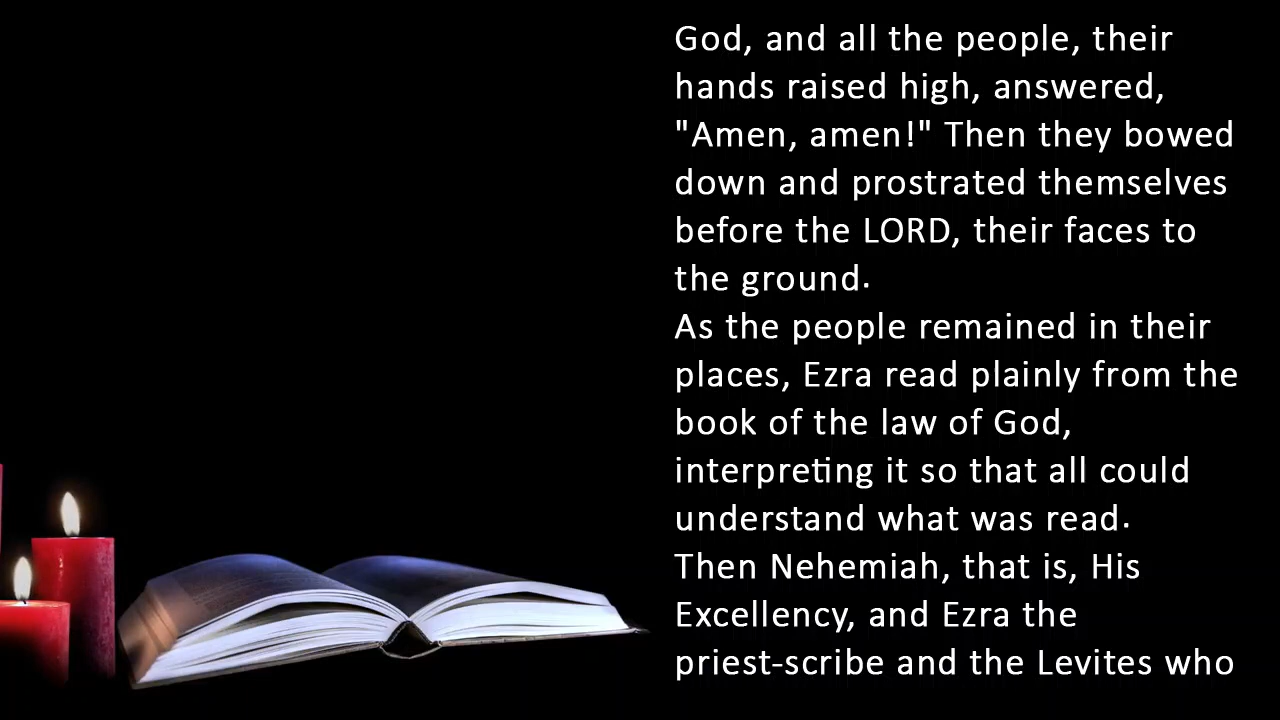 God, and all the people, their
hands raised high, answered,
"Amen, amen!" Then they bowed
down and prostrated themselves
before the LORD, their faces to
the ground.
As the people remained in their
places, Ezra read plainly from the
book of the law of God,
interpreting it so that all could
understand what was read.
Then Nehemiah, that is, His
Excellency, and Ezra the
priest-scribe and the Levites who